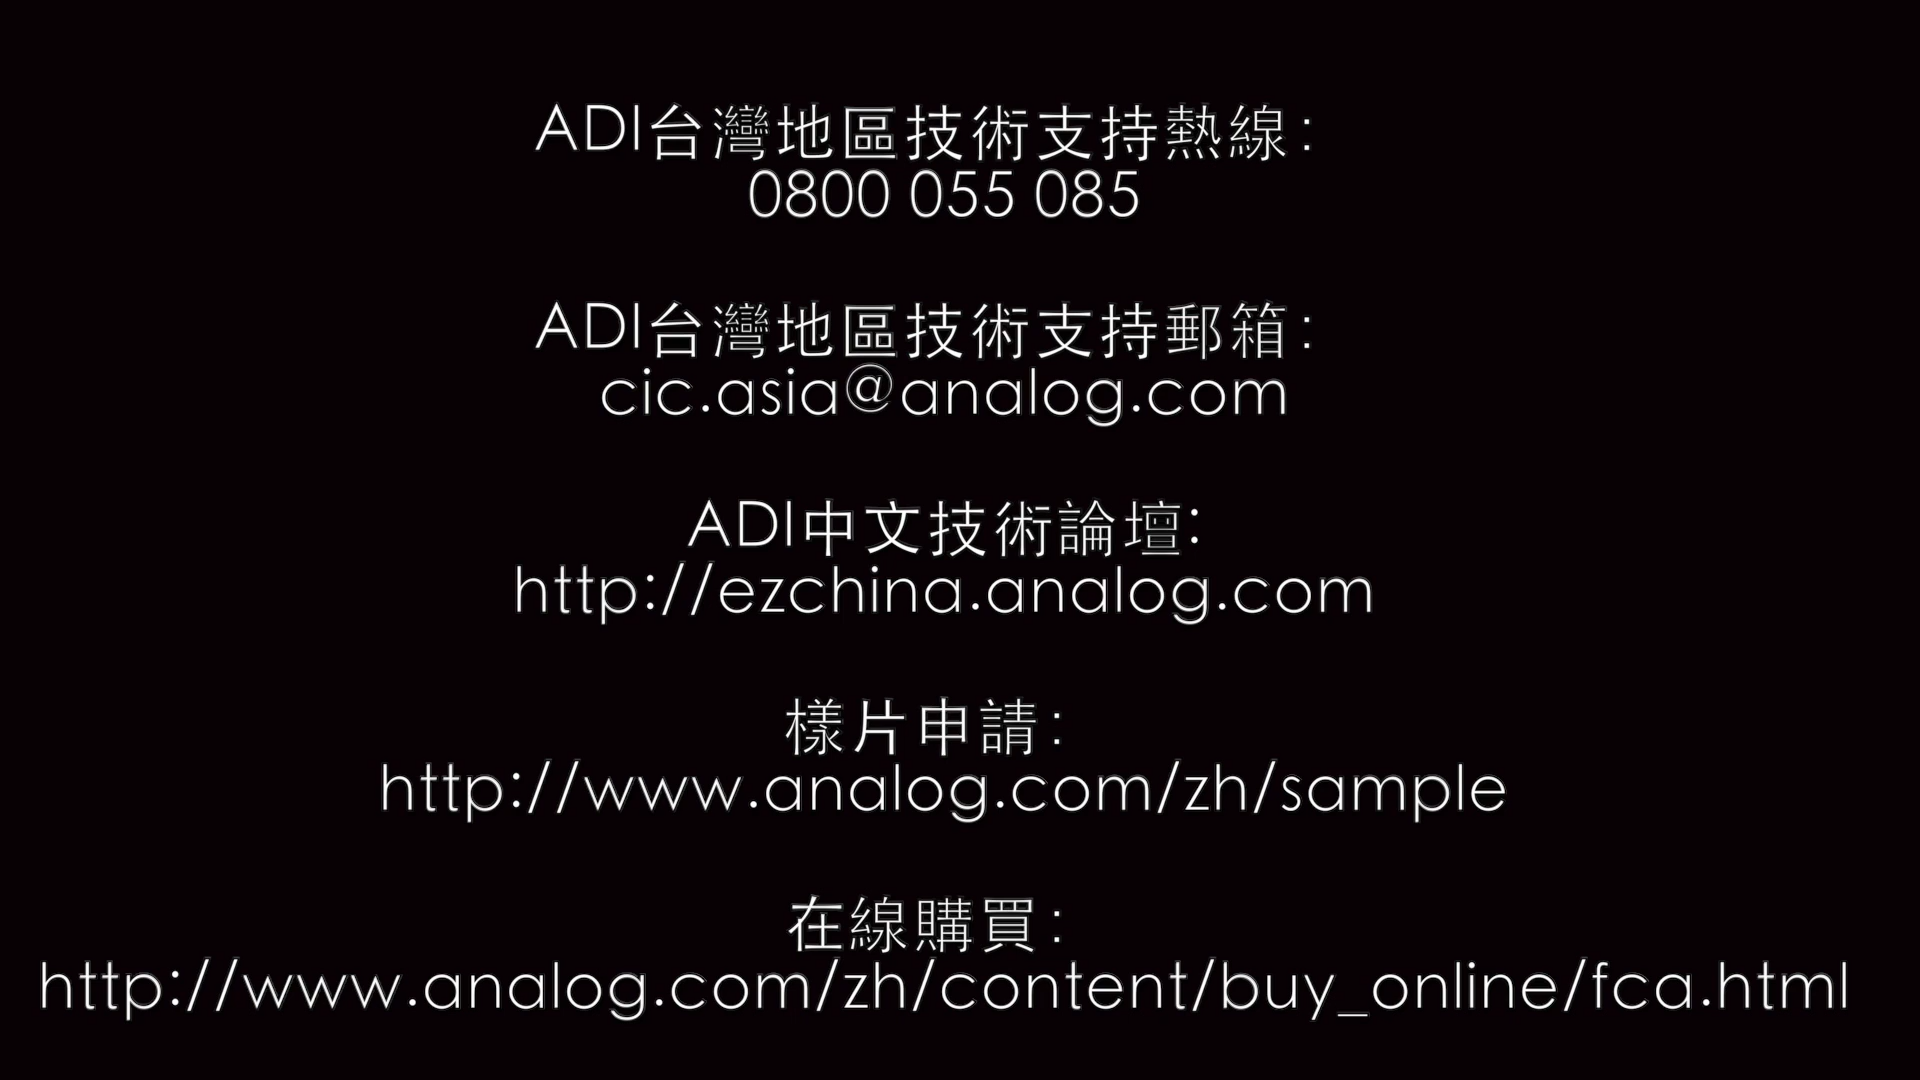 ADI台灣地區技術支持熱線:
0800 055 085
ADI台灣地區技術支持郵箱:
cic.asia@analog.com
ADI中文技術論壇:
http://ezchina.analog.com
樣片申請:
http://www.analog.com/zh/sample
在線購買:
http://www.analog.com/zh/content/buy_online/fca.html